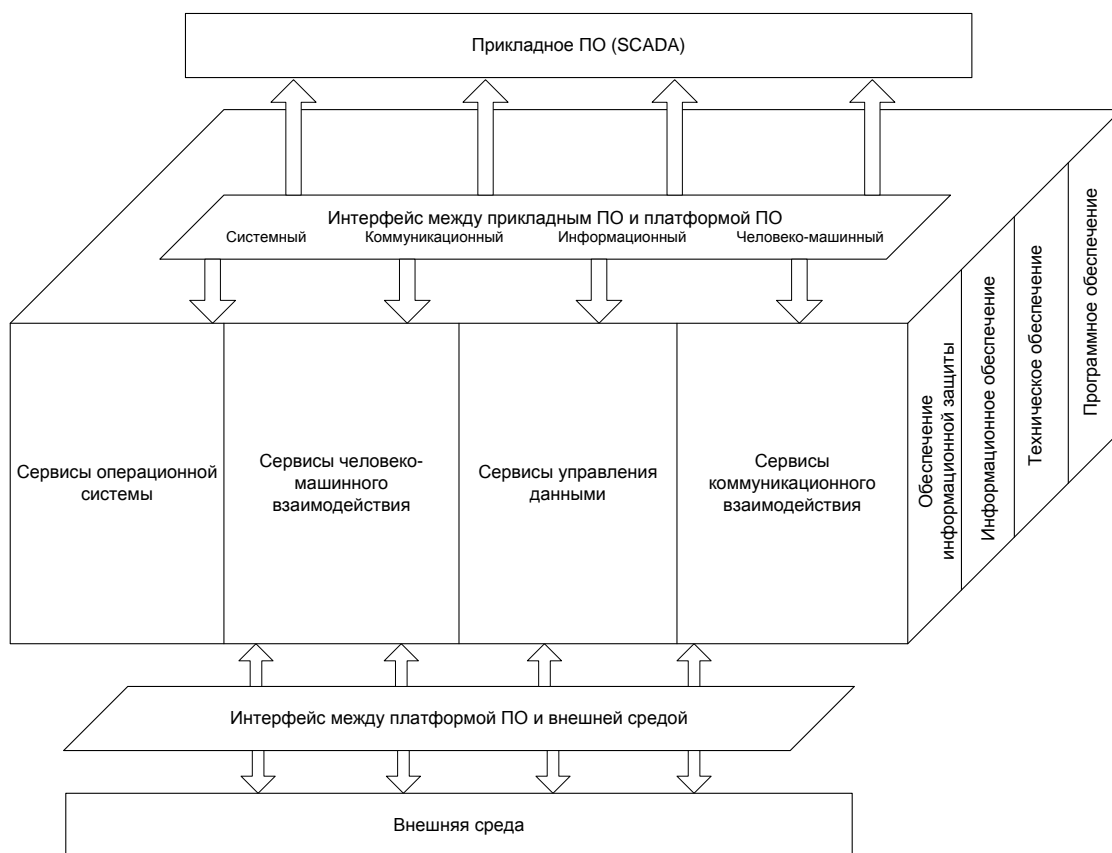 Прикладное ПО (SCADA)
Интерфейс между прикладным ПО и платформой ПО
Системный
Коммуникационный
Информационный
Человеко-машинный
Сервисы операционной
системы
Сервисы человеко-
машинного
взаимодействия
Сервисы управления
данными
Сервисы
коммуникационного
взаимодействия
Обеспечение
информационной защиты
Информационное обеспечение
Техническое обеспечение
Программное обеспечение
Интерфейс между платформой ПО и внешней средой
Внешняя среда